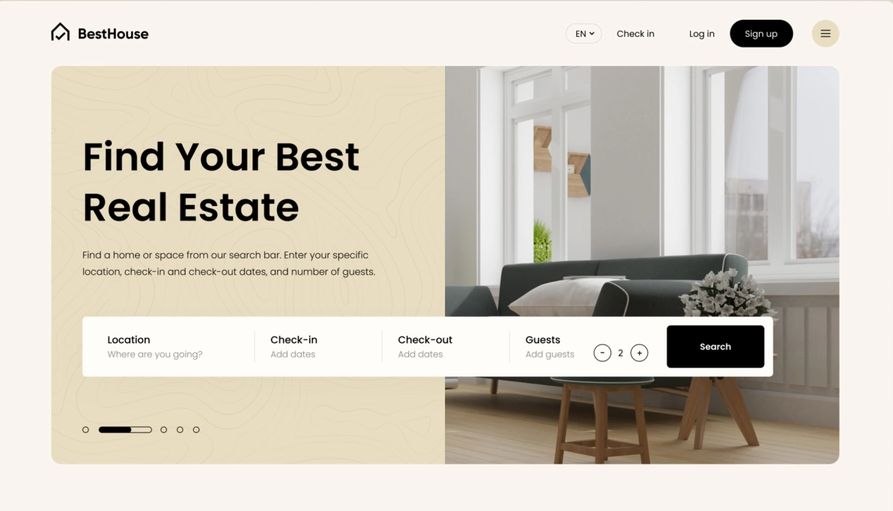 BestHouse
EN
Check in
Log in
Sign up
Find Your Best
Real Estate
Find a home or space from our search bar. Enter your specific
location, check-in and check-out dates, and number of guests.
Location
Where are you going?
Check-in
Add dates
Check-out
Add dates
Guests
Add guests
- 2 +
Search